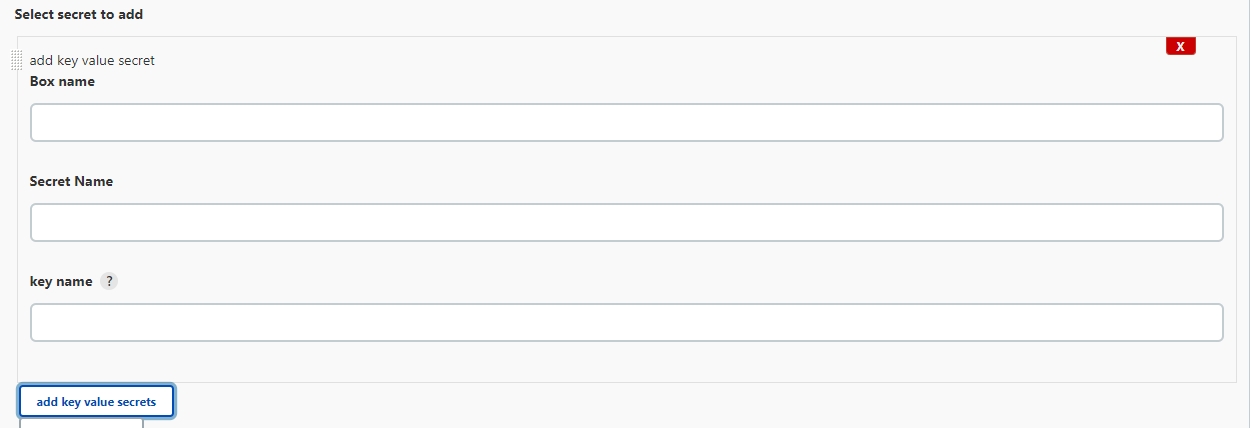 Select secret to add
X
add key value secret
Box name
Secret Name
key name ?
add key value secrets